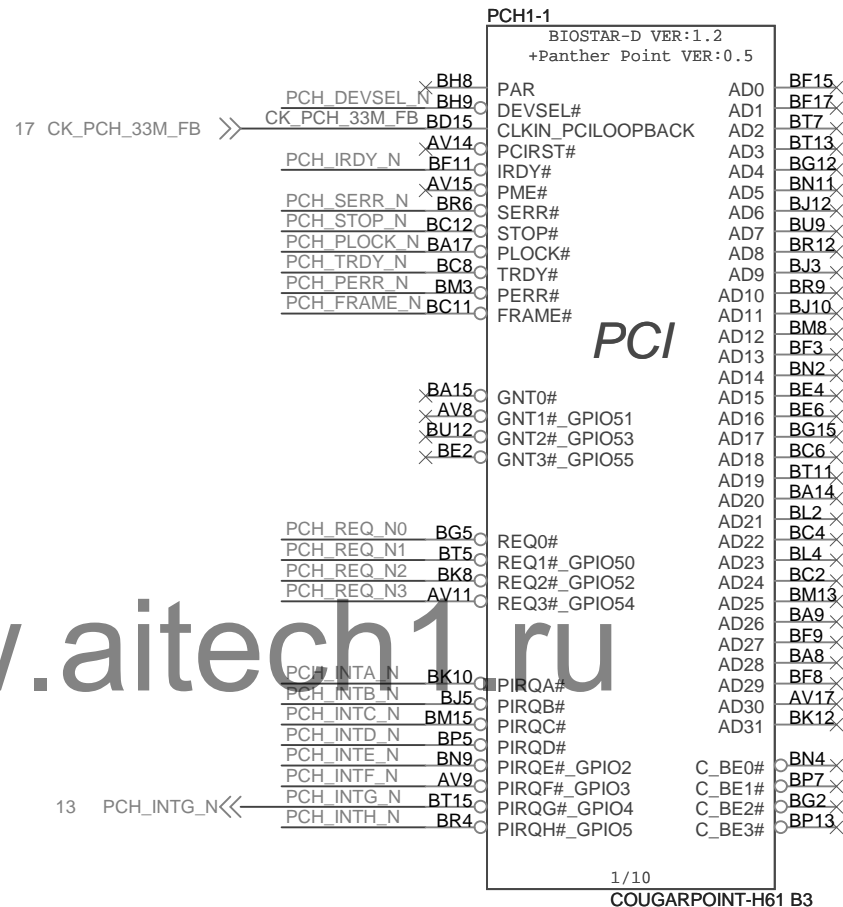 PCH1-1
BIOSTAR-D VER:1.2
+Panther Point VER:0.5
BH8 PAR AD0 BF15
PCH_DEVSEL_N BH9 DEVSEL# AD1 BF17
17 CK_PCH_33M_FB CK_PCH_33M_FB BD15 CLKIN_PCILOOPBACK AD2 BT7
AV14 PCIRST# AD3 BT13
PCH_IRDY_N BF11 IRDY# AD4 BG12
AV15 PME# AD5 BN11
PCH_SERR_N BR6 SERR# AD6 BJ12
PCH_STOP_N BC12 STOP# AD7 BU9
PCH_PLOCK_N BA17 PLOCK# AD8 BR12
PCH_TRDY_N BC8 TRDY# AD9 BJ3
PCH_PERR_N BM3 PERR# AD10 BR9
PCH_FRAME_N BC11 FRAME# AD11 BJ10
PCI
AD12 BM8
AD13 BF3
AD14 BN2
BA15 GNT0# AD15 BE4
AV8 GNT1#_GPIO51 AD16 BE6
BU12 GNT2#_GPIO53 AD17 BG15
BE2 GNT3#_GPIO55 AD18 BC6
AD19 BT11
AD20 BA14
AD21 BL2
PCH_REQ_N0 BG5 REQ0# AD22 BC4
PCH_REQ_N1 BT5 REQ1#_GPIO50 AD23 BL4
PCH_REQ_N2 BK8 REQ2#_GPIO52 AD24 BC2
PCH_REQ_N3 AV11 REQ3#_GPIO54 AD25 BM13
AD26 BA9
AD27 BF9
AD28 BA8
.aitech1.ru
PCH_INTA_N BK10 PIRQA# AD29 BF8
PCH_INTB_N BJ5 PIRQB# AD30 AV17
PCH_INTC_N BM15 PIRQC# AD31 BK12
PCH_INTD_N BP5 PIRQD#
PCH_INTE_N BN9 PIRQE#_GPIO2 C_BE0# BN4
PCH_INTF_N AV9 PIRQF#_GPIO3 C_BE1# BP7
13 PCH_INTG_N PCH_INTG_N BT15 PIRQG#_GPIO4 C_BE2# BG2
PCH_INTH_N BR4 PIRQH#_GPIO5 C_BE3# BP13
1/10
COUGARPOINT-H61 B3